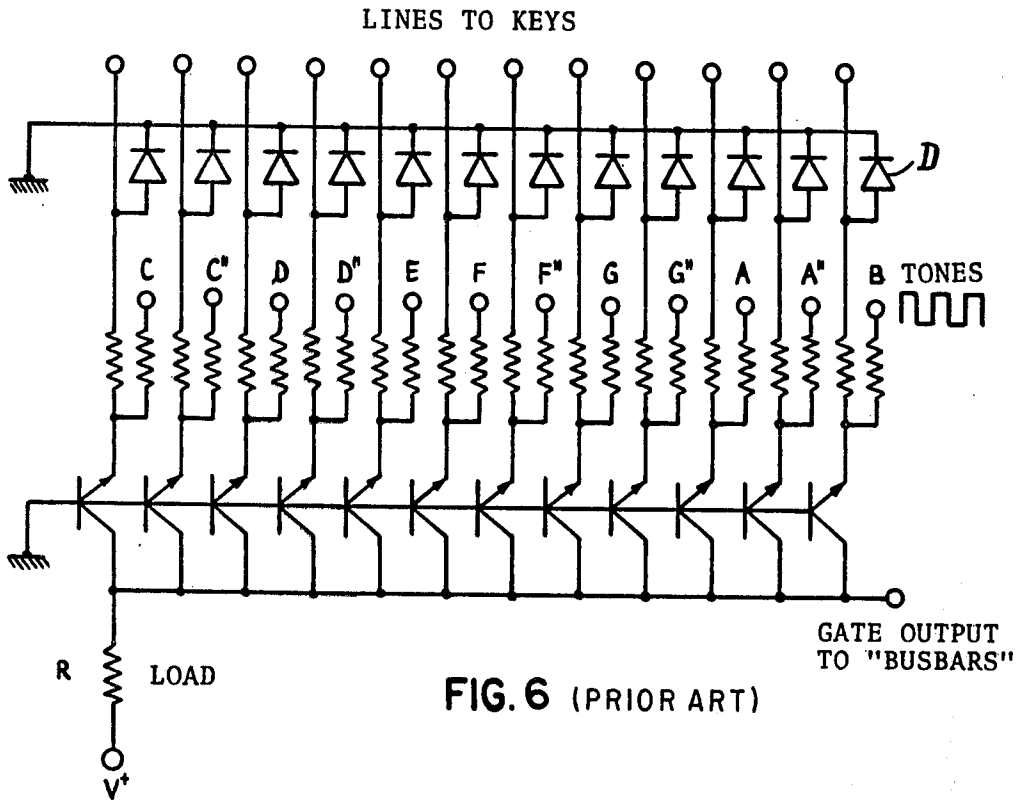 LINES TO KEYS
D
C C" D D" E F F" G G" A A" B TONES
GATE OUTPUT
TO "BUSBARS"
R LOAD
FIG. 6 (PRIOR ART)
V+